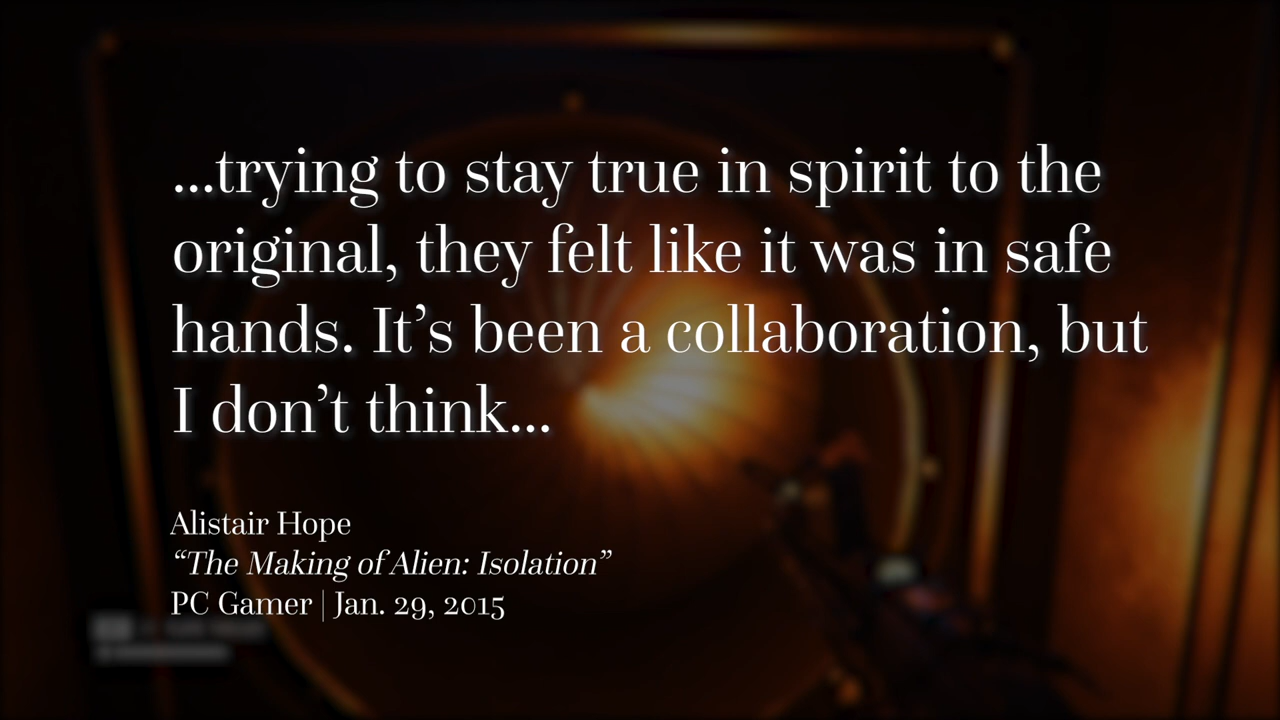 ...trying to stay true in spirit to the
original, they felt like it was in safe
hands. It’s been a collaboration, but
I don’t think...
Alistair Hope
“The Making of Alien: Isolation”
PC Gamer | Jan. 29, 2015